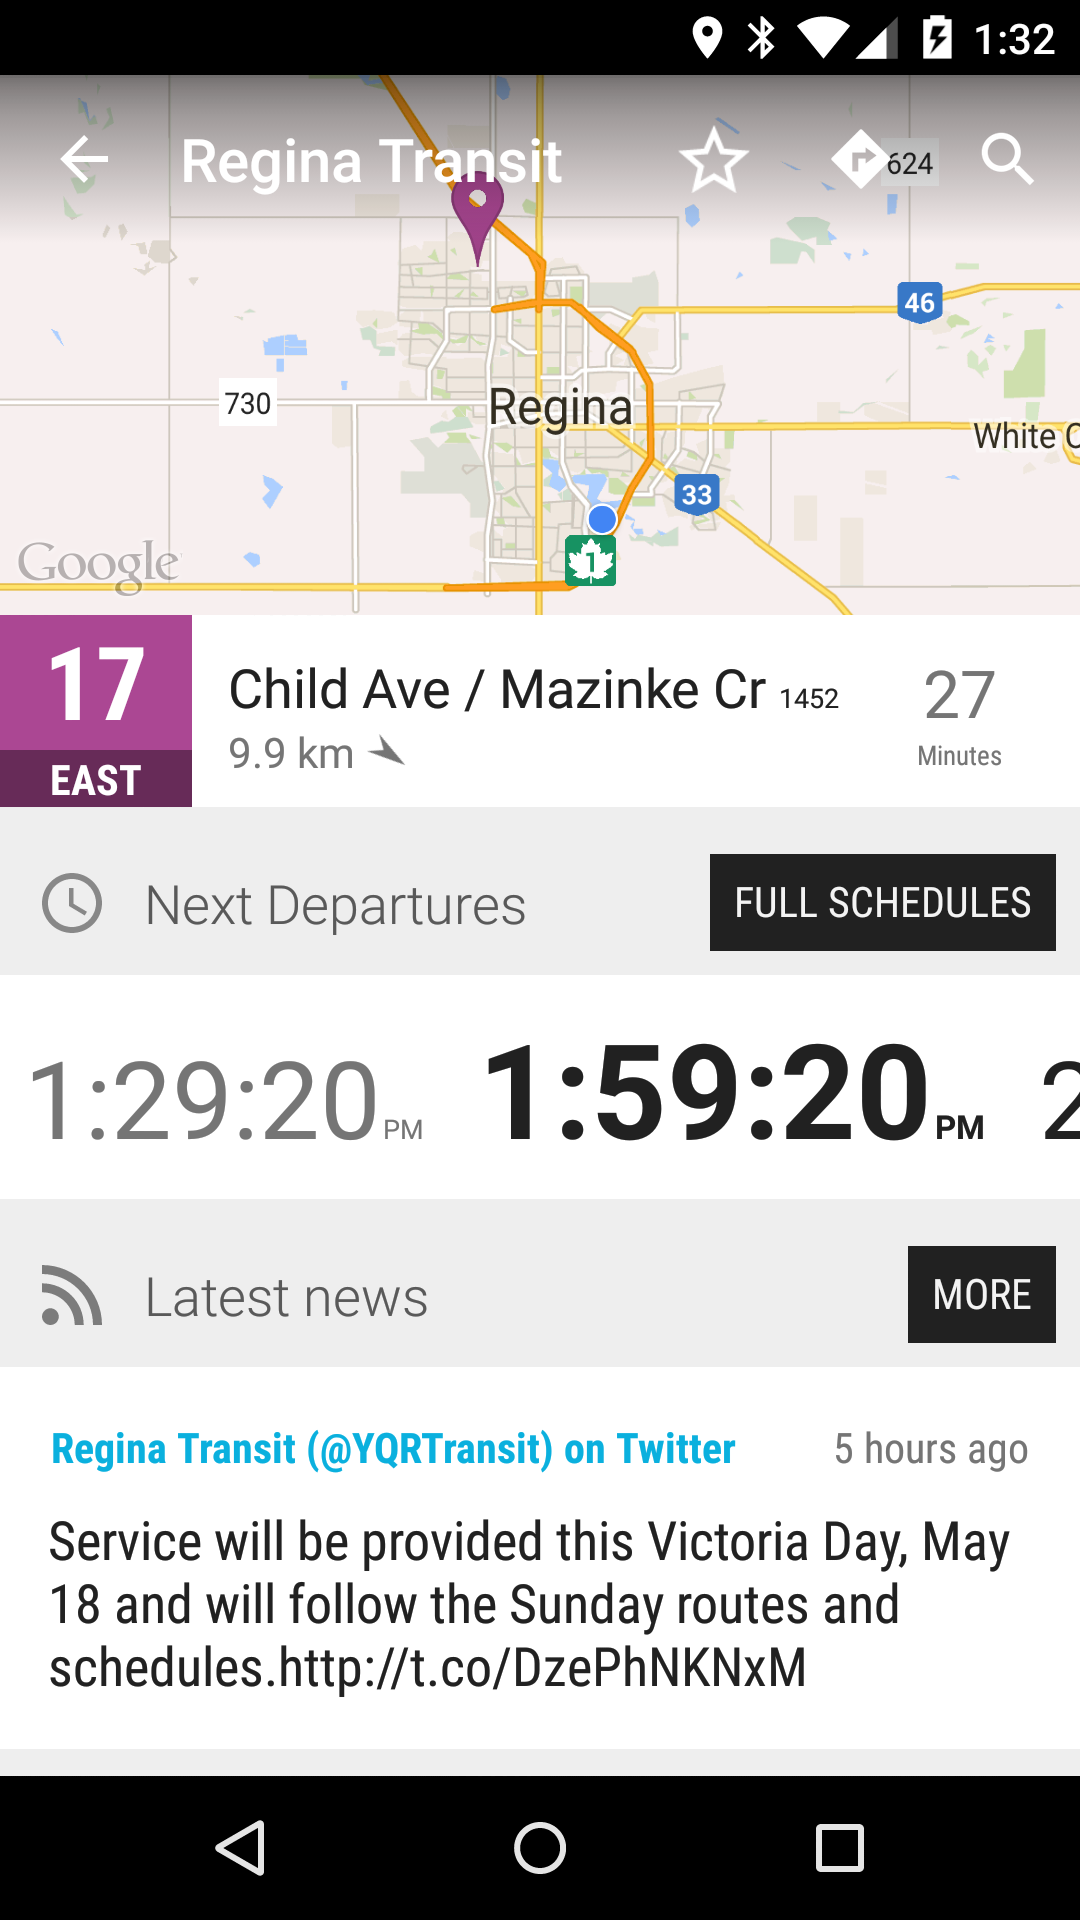 1:32
Regina Transit
624
46
730
Regina
White
33
1
Google
17
Child Ave / Mazinke Cr 1452
27
9.9 km
Minutes
EAST
Next Departures
FULL SCHEDULES
1:29:20 PM
1:59:20 PM
2
Latest news
MORE
Regina Transit (@YQRTransit) on Twitter
5 hours ago
Service will be provided this Victoria Day, May
18 and will follow the Sunday routes and
schedules.http://t.co/DzePhNKNxM